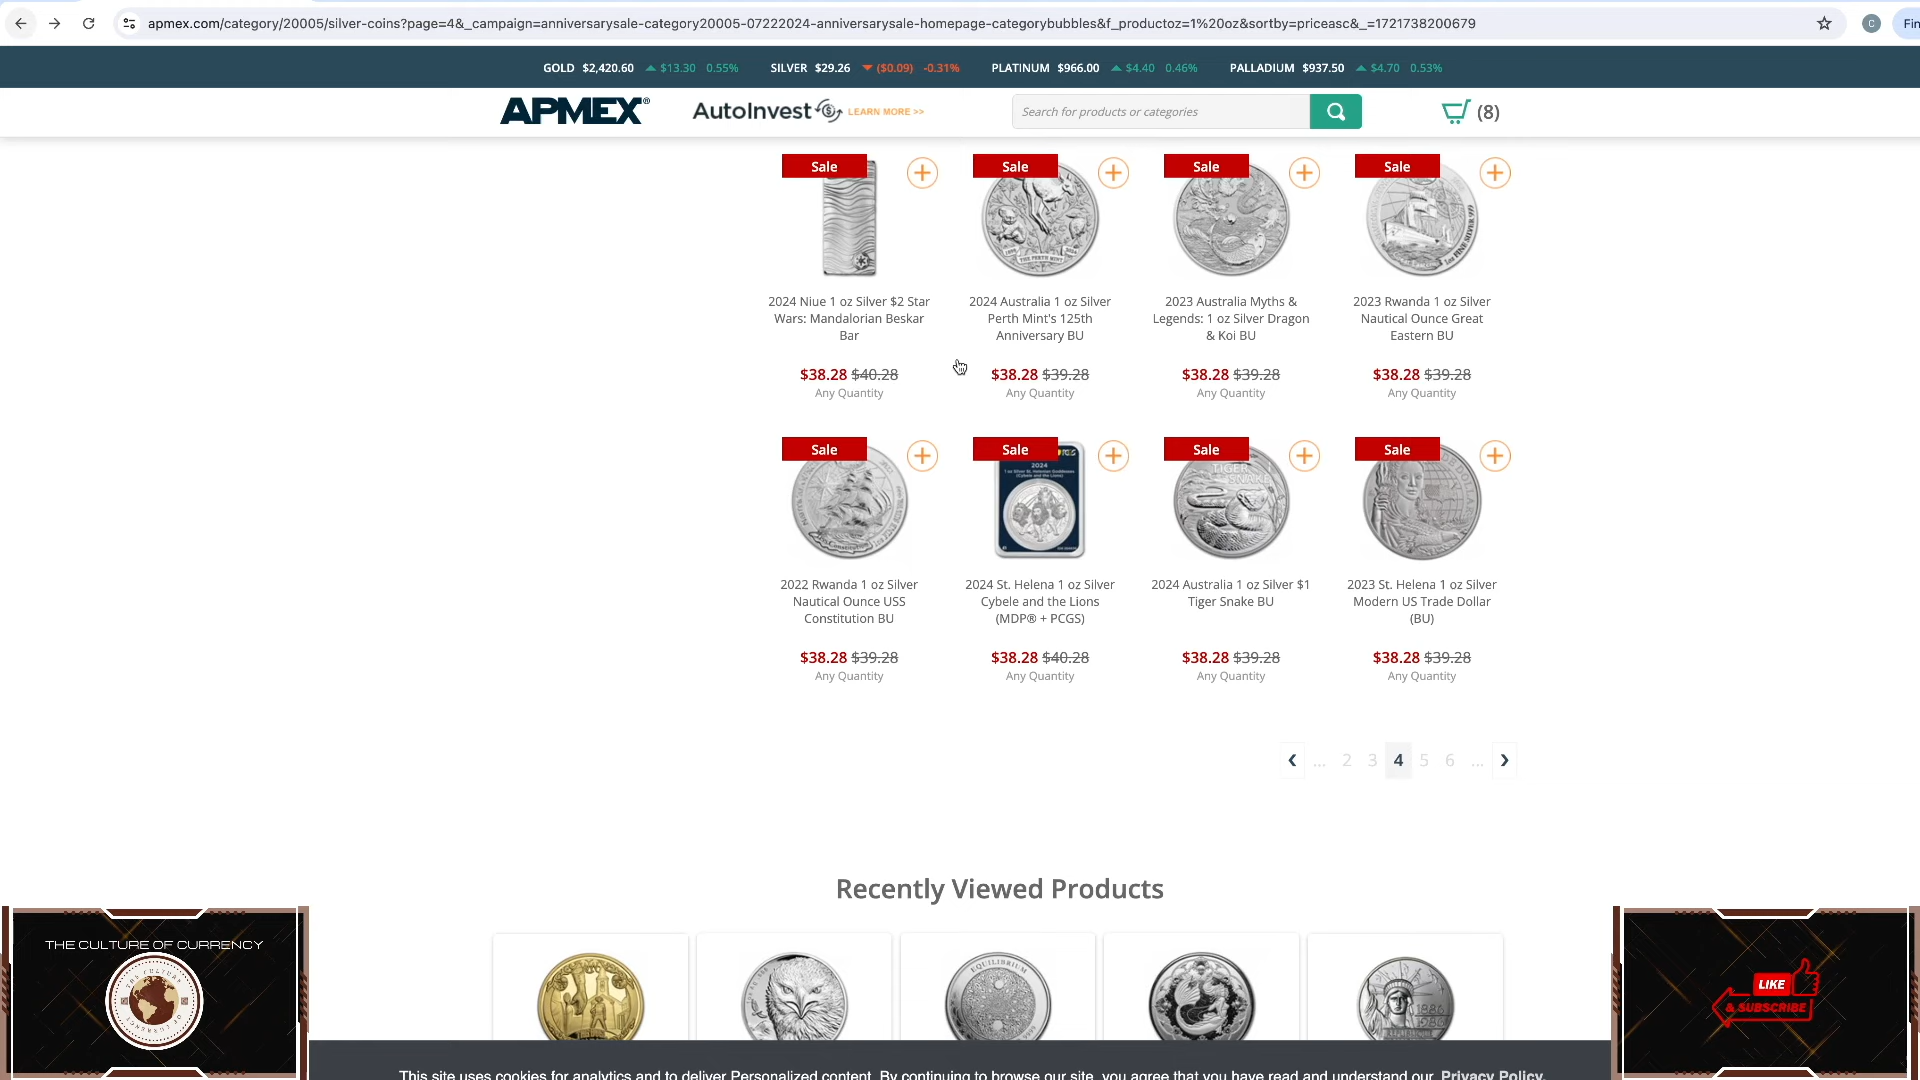 apmex.com/category/20005/silver-coins?page=4&_campaign=anniversarysale-category20005-07222024-anniversarysale-homepage-categorybubbles&f_productoz=1%20oz&sortby=priceasc&_=1721738200679
C
Fin
GOLD $2,420.60 $13.30 0.55% SILVER $29.26 ($0.09) -0.31% PLATINUM $966.00 $4.40 0.46% PALLADIUM $937.50 $4.70 0.53%
APMEX® AutoInvest LEARN MORE >> Search for products or categories (8)
Sale Sale Sale Sale
THE PERTH MINT
2024 Niue 1 oz Silver $2 Star
Wars: Mandalorian Beskar
Bar
$38.28 $40.28
Any Quantity
2024 Australia 1 oz Silver
Perth Mint's 125th
Anniversary BU
$38.28 $39.28
Any Quantity
2023 Australia Myths &
Legends: 1 oz Silver Dragon
& Koi BU
$38.28 $39.28
Any Quantity
2023 Rwanda 1 oz Silver
Nautical Ounce Great
Eastern BU
$38.28 $39.28
Any Quantity
Sale Sale Sale Sale
2024
TIGER
SNAKE
2022 Rwanda 1 oz Silver
Nautical Ounce USS
Constitution BU
$38.28 $39.28
Any Quantity
2024 St. Helena 1 oz Silver
Cybele and the Lions
(MDP® + PCGS)
$38.28 $40.28
Any Quantity
2024 Australia 1 oz Silver $1
Tiger Snake BU
$38.28 $39.28
Any Quantity
2023 St. Helena 1 oz Silver
Modern US Trade Dollar
(BU)
$38.28 $39.28
Any Quantity
... 2 3 4 5 6 ...
Recently Viewed Products
EQUILIBRIUM
1886
THE CULTURE OF CURRENCY
LIKE
& SUBSCRIBE
This site uses cookies for analytics and to deliver Personalized content. By continuing to browse our site, you agree that you have read and understand our Privacy Policy.